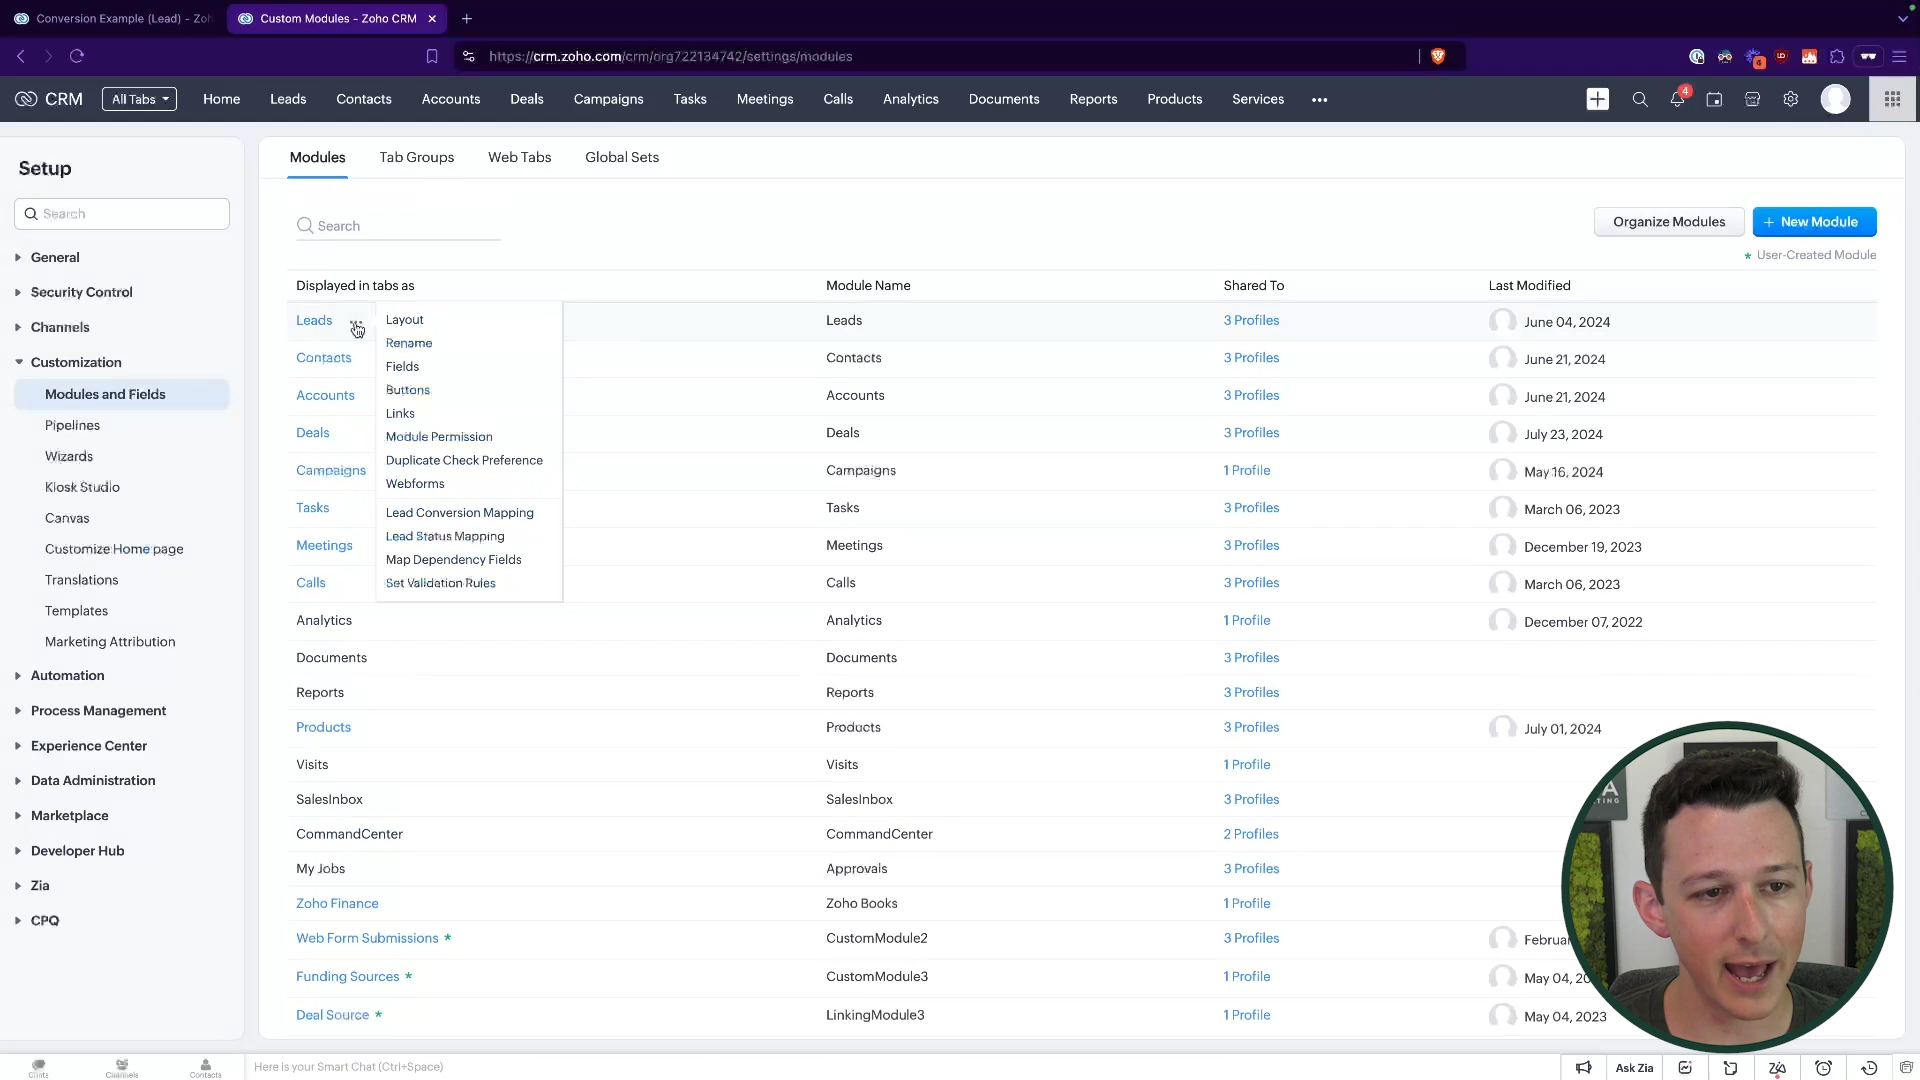 Conversion Example (Lead) - Zoh
Custom Modules - Zoho CRM
https://crm.zoho.com/crm/org722134742/settings/modules
4
CRM
All Tabs
Home
Leads
Contacts
Accounts
Deals
Campaigns
Tasks
Meetings
Calls
Analytics
Documents
Reports
Products
Services
4
Setup
Search
General
Security Control
Channels
Customization
Modules and Fields
Pipelines
Wizards
Kiosk Studio
Canvas
Customize Home page
Translations
Templates
Marketing Attribution
Automation
Process Management
Experience Center
Data Administration
Marketplace
Developer Hub
Zia
CPQ
Modules
Tab Groups
Web Tabs
Global Sets
Search
Organize Modules
+ New Module
* User-Created Module
Displayed in tabs as Module Name Shared To Last Modified
Leads Leads 3 Profiles June 04, 2024
Contacts Contacts 3 Profiles June 21, 2024
Accounts Accounts 3 Profiles June 21, 2024
Deals Deals 3 Profiles July 23, 2024
Campaigns Campaigns 1 Profile May 16, 2024
Tasks Tasks 3 Profiles March 06, 2023
Meetings Meetings 3 Profiles December 19, 2023
Calls Calls 3 Profiles March 06, 2023
Analytics Analytics 1 Profile December 07, 2022
Documents Documents 3 Profiles
Reports Reports 3 Profiles
Products Products 3 Profiles July 01, 2024
Visits Visits 1 Profile
SalesInbox SalesInbox 3 Profiles
CommandCenter CommandCenter 2 Profiles
My Jobs Approvals 3 Profiles
Zoho Finance Zoho Books 1 Profile
Web Form Submissions * CustomModule2 3 Profiles Februar
Funding Sources * CustomModule3 1 Profile May 04, 20
Deal Source * LinkingModule3 1 Profile May 04, 2023
Layout
Rename
Fields
Buttons
Links
Module Permission
Duplicate Check Preference
Webforms
Lead Conversion Mapping
Lead Status Mapping
Map Dependency Fields
Set Validation Rules
Chats
Channels
Contacts
Here is your Smart Chat (Ctrl+Space)
Ask Zia